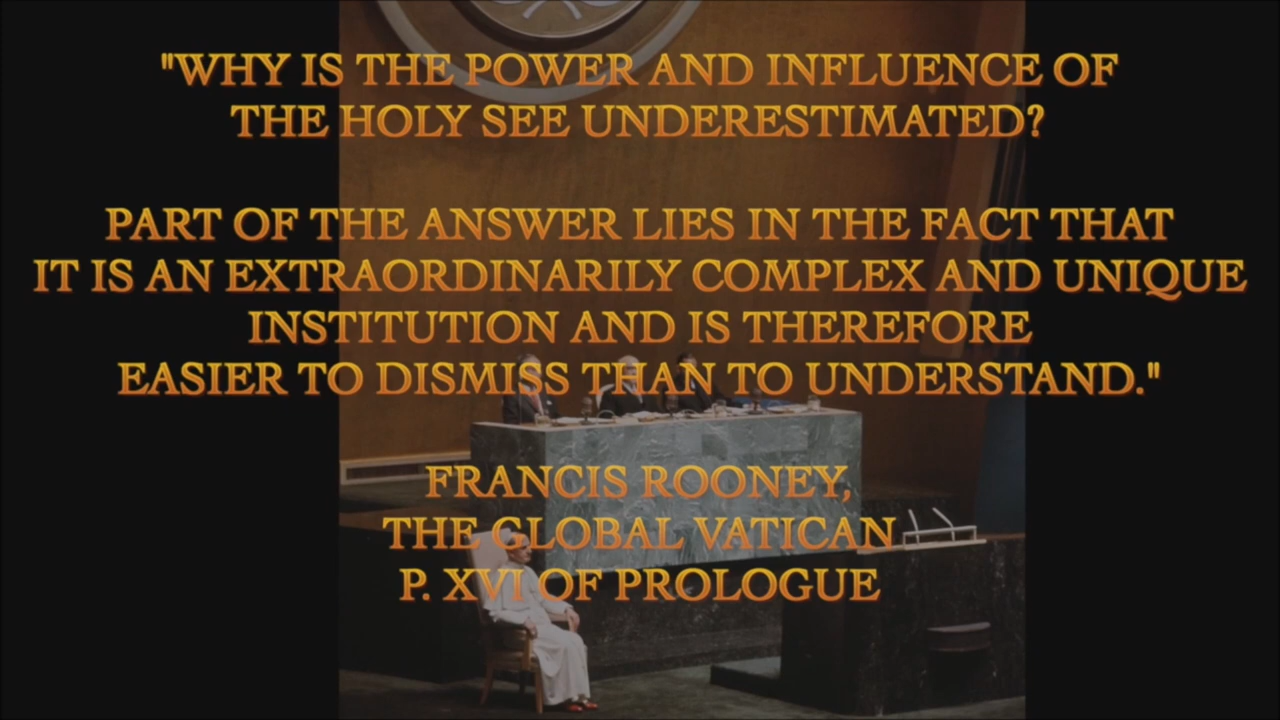 "WHY IS THE POWER AND INFLUENCE OF
THE HOLY SEE UNDERESTIMATED?
PART OF THE ANSWER LIES IN THE FACT THAT
IT IS AN EXTRAORDINARILY COMPLEX AND UNIQUE
INSTITUTION AND IS THEREFORE
EASIER TO DISMISS THAN TO UNDERSTAND."
FRANCIS ROONEY,
THE GLOBAL VATICAN
P. XVI OF PROLOGUE